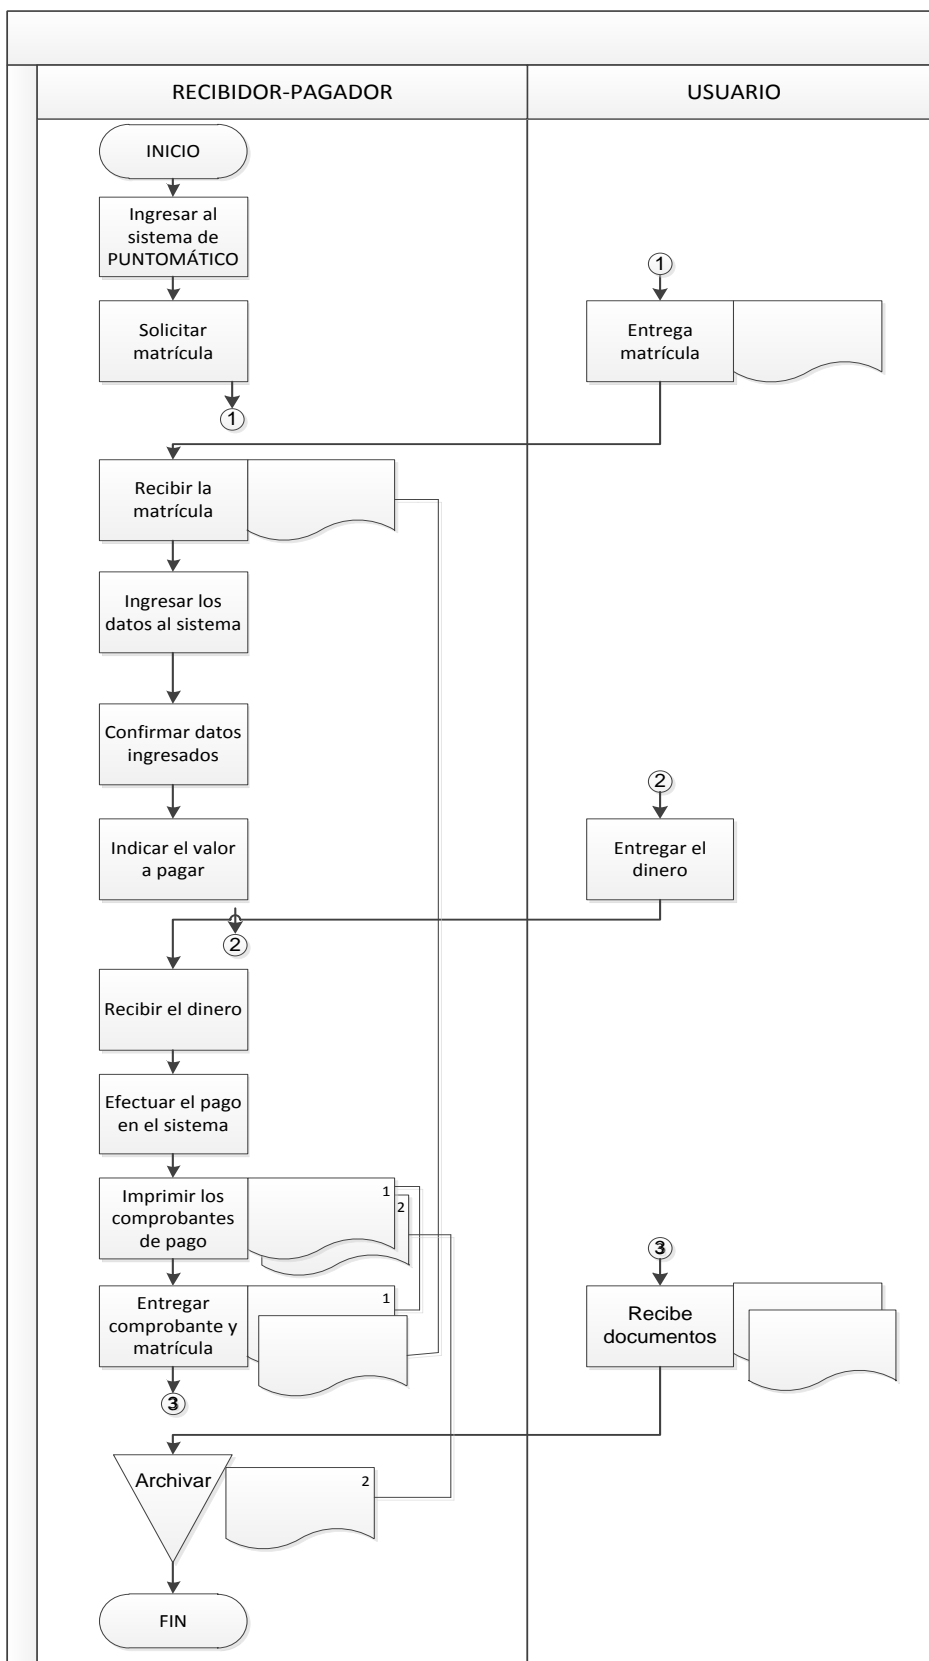 RECIBIDOR-PAGADOR
USUARIO
INICIO
Ingresar al
sistema de
PUNTOMÁTICO
1
Solicitar
matrícula
Entrega
matrícula
1
Recibir la
matrícula
Ingresar los
datos al sistema
Confirmar datos
ingresados
2
Indicar el valor
a pagar
Entregar el
dinero
2
Recibir el dinero
Efectuar el pago
en el sistema
Imprimir los
comprobantes
de pago
1
2
3
Entregar
comprobante y
matrícula
1
Recibe
documentos
3
Archivar
2
FIN